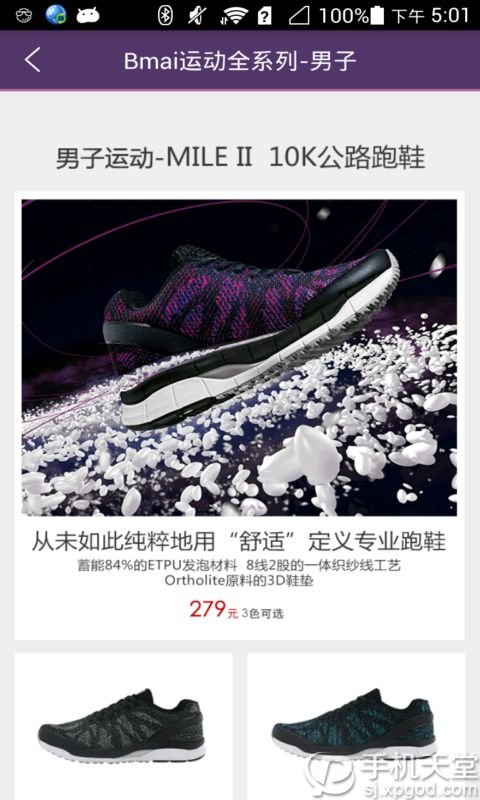 100% 下午 5:01
Bmai运动全系列-男子
男子运动-MILE II 10K公路跑鞋
从未如此纯粹地用“舒适”定义专业跑鞋
蓄能84%的ETPU发泡材料 8线2股的一体织纱线工艺
Ortholite原料的3D鞋垫
279元 3色可选
手机天堂
sj.xpgod.com